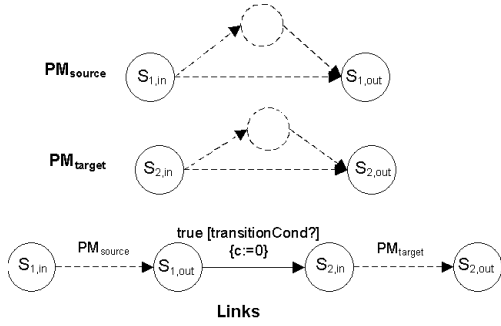 PMsource S1,in S1,out
PMtarget S2,in S2,out
true [transitionCond?]
{c:=0}
PMsource PMtarget
S1,in S1,out S2,in S2,out
Links